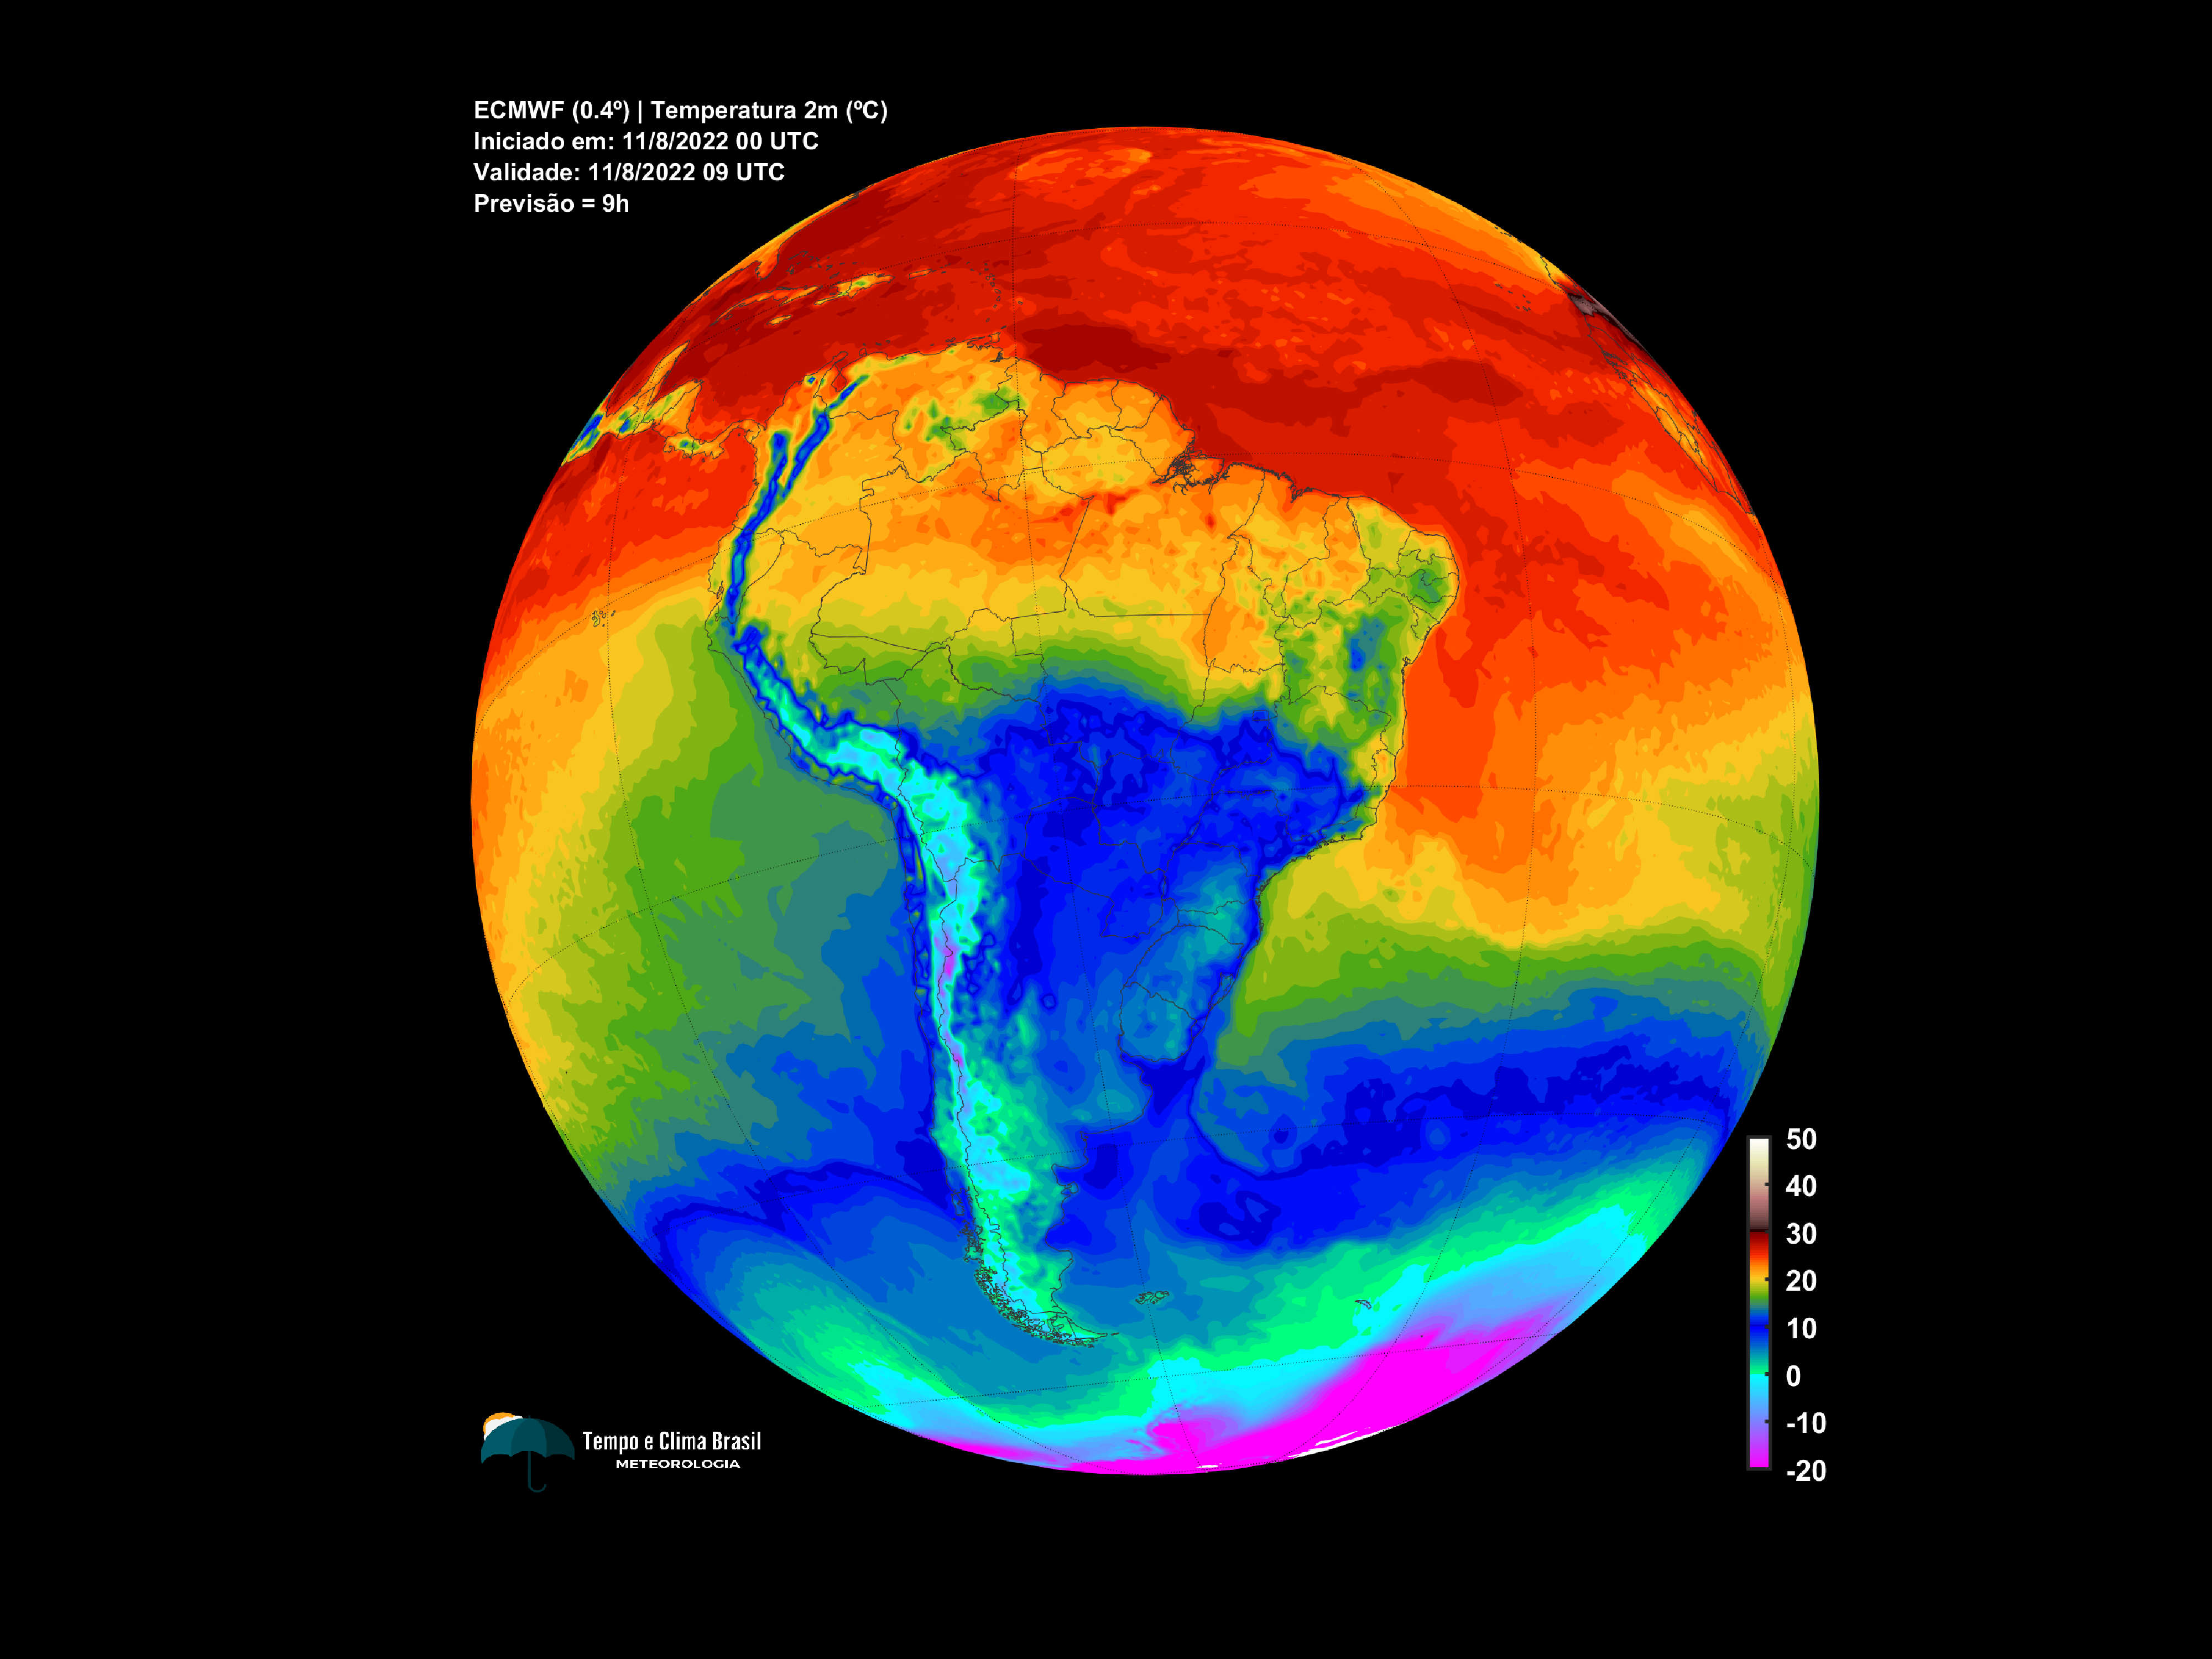 ECMWF (0.4º) | Temperatura 2m (ºC)
Iniciado em: 11/8/2022 00 UTC
Validade: 11/8/2022 09 UTC
Previsão = 9h
50
40
30
20
10
0
-10
-20
Tempo e Clima Brasil
METEOROLOGIA